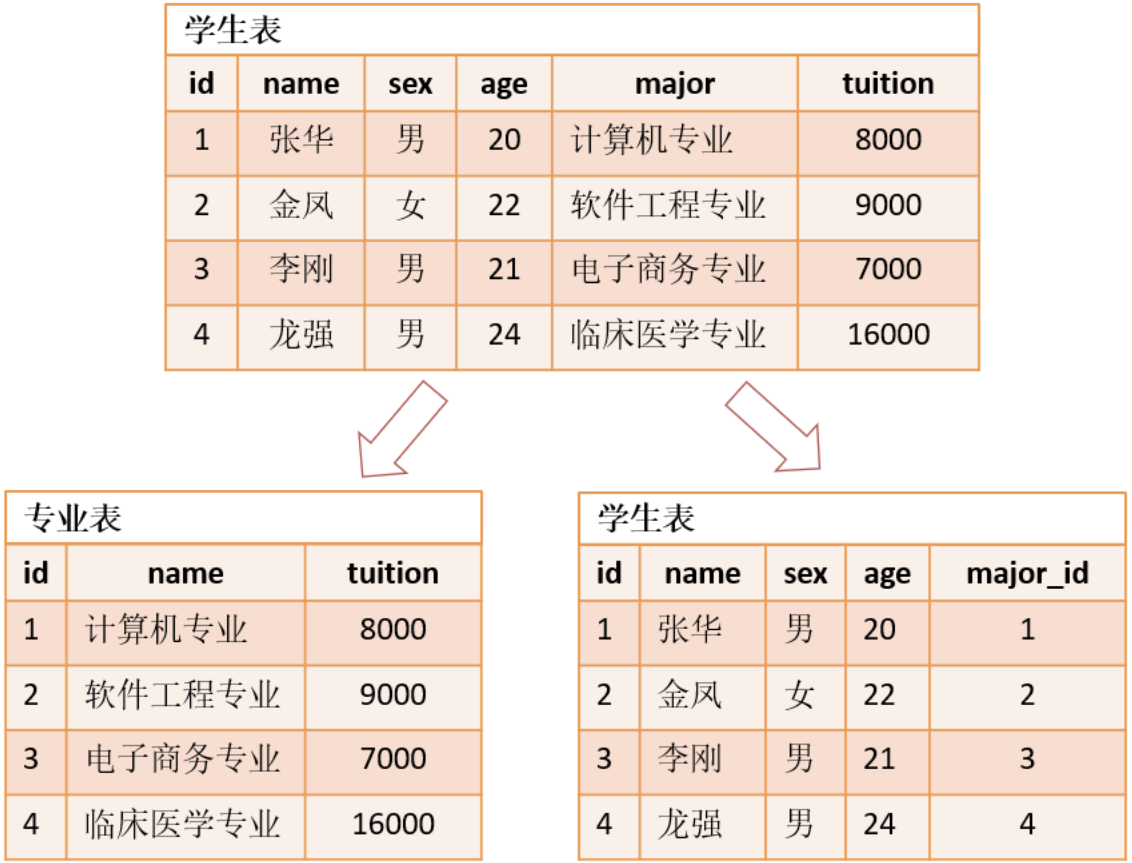 学生表
id name sex age major tuition
1 张华 男 20 计算机专业 8000
2 金凤 女 22 软件工程专业 9000
3 李刚 男 21 电子商务专业 7000
4 龙强 男 24 临床医学专业 16000
专业表
id name tuition
1 计算机专业 8000
2 软件工程专业 9000
3 电子商务专业 7000
4 临床医学专业 16000
学生表
id name sex age major_id
1 张华 男 20 1
2 金凤 女 22 2
3 李刚 男 21 3
4 龙强 男 24 4